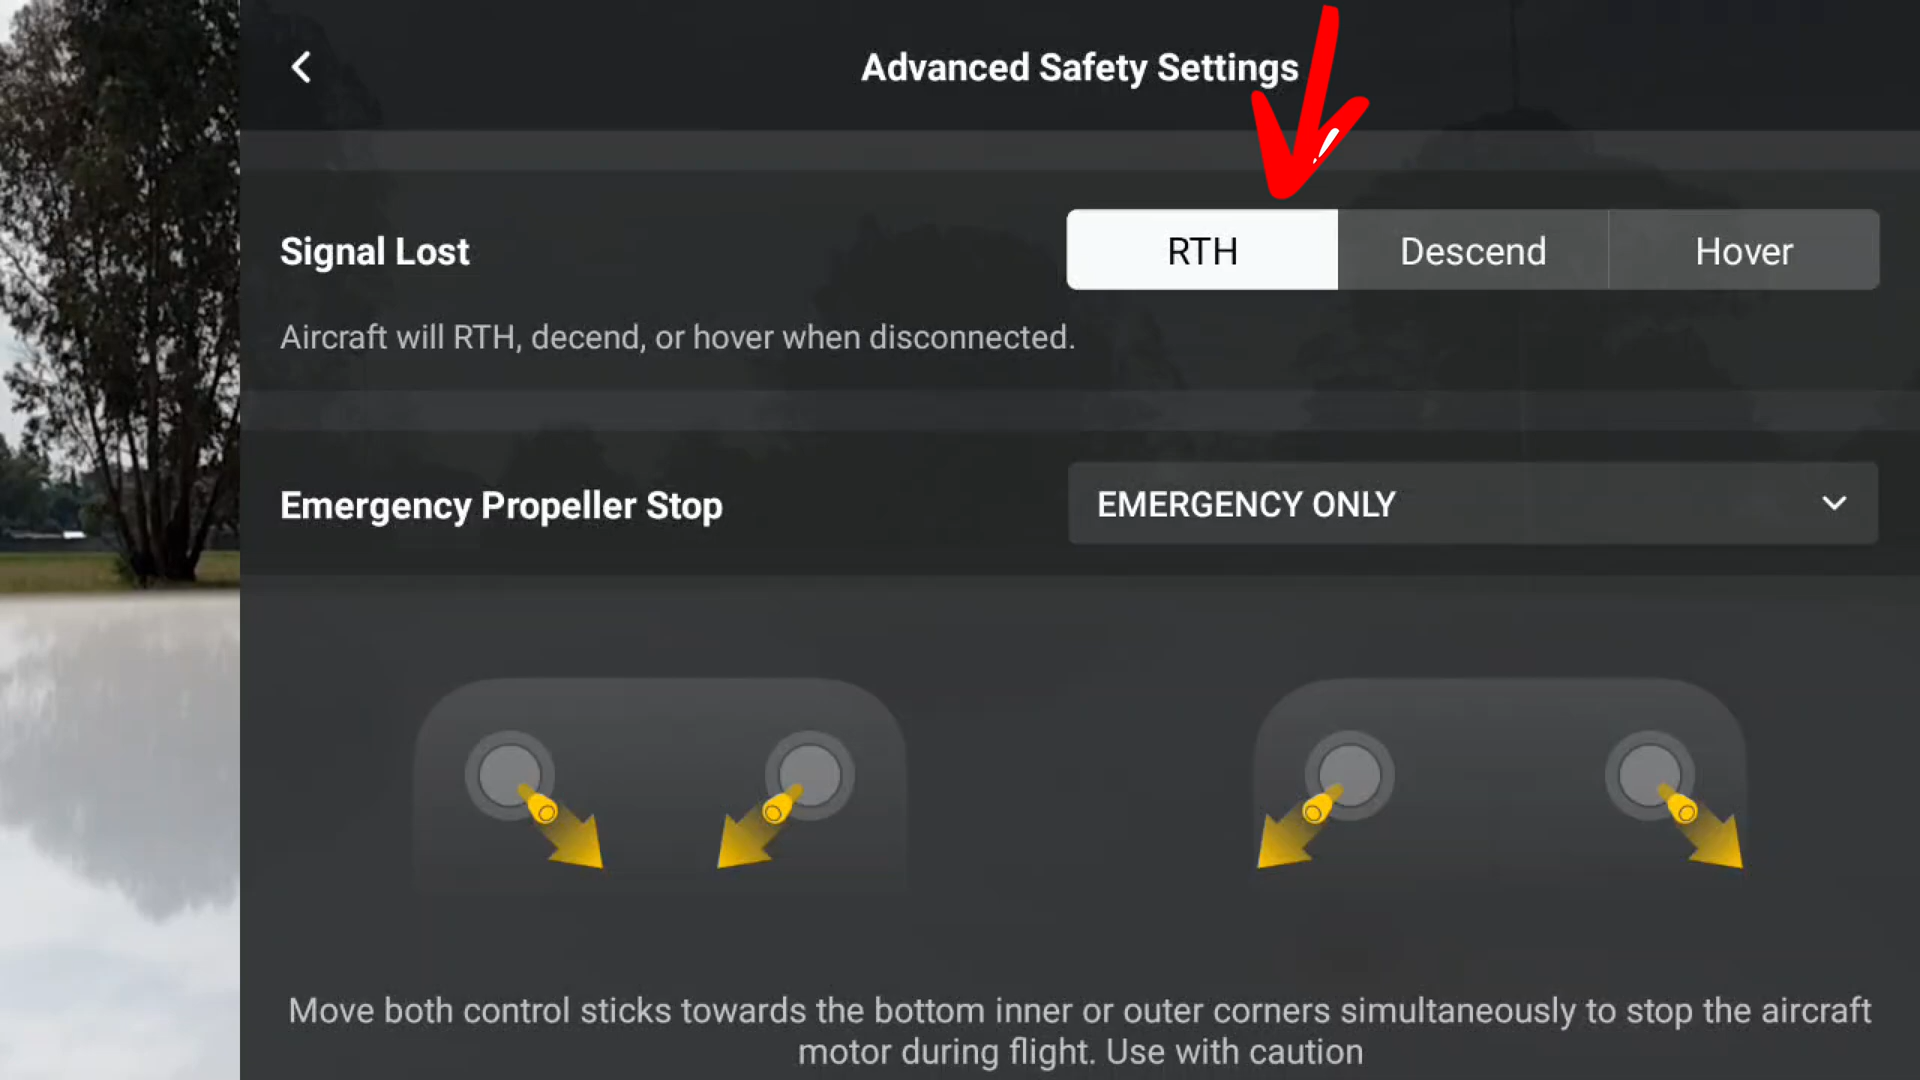 Advanced Safety Settings
Signal Lost
RTH
Descend
Hover
Aircraft will RTH, decend, or hover when disconnected.
Emergency Propeller Stop
EMERGENCY ONLY
Move both control sticks towards the bottom inner or outer corners simultaneously to stop the aircraft
motor during flight. Use with caution